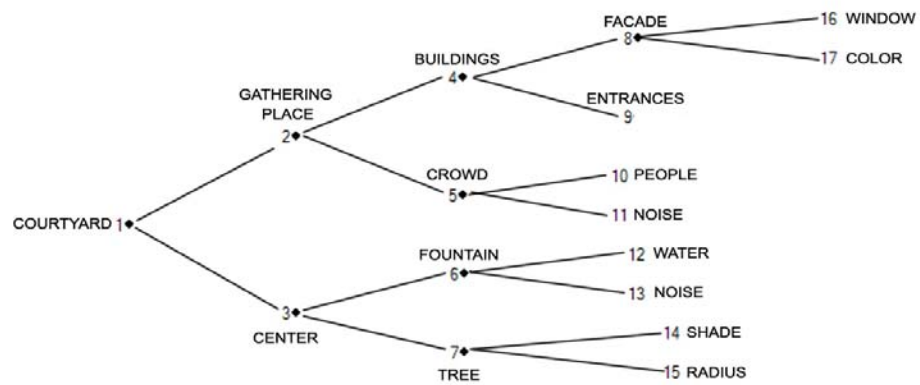 FACADE
8
16 WINDOW
17 COLOR
BUILDINGS
4
ENTRANCES
9
GATHERING
PLACE
2
CROWD
5
10 PEOPLE
11 NOISE
COURTYARD 1
FOUNTAIN
6
12 WATER
13 NOISE
3
CENTER
7
TREE
14 SHADE
15 RADIUS